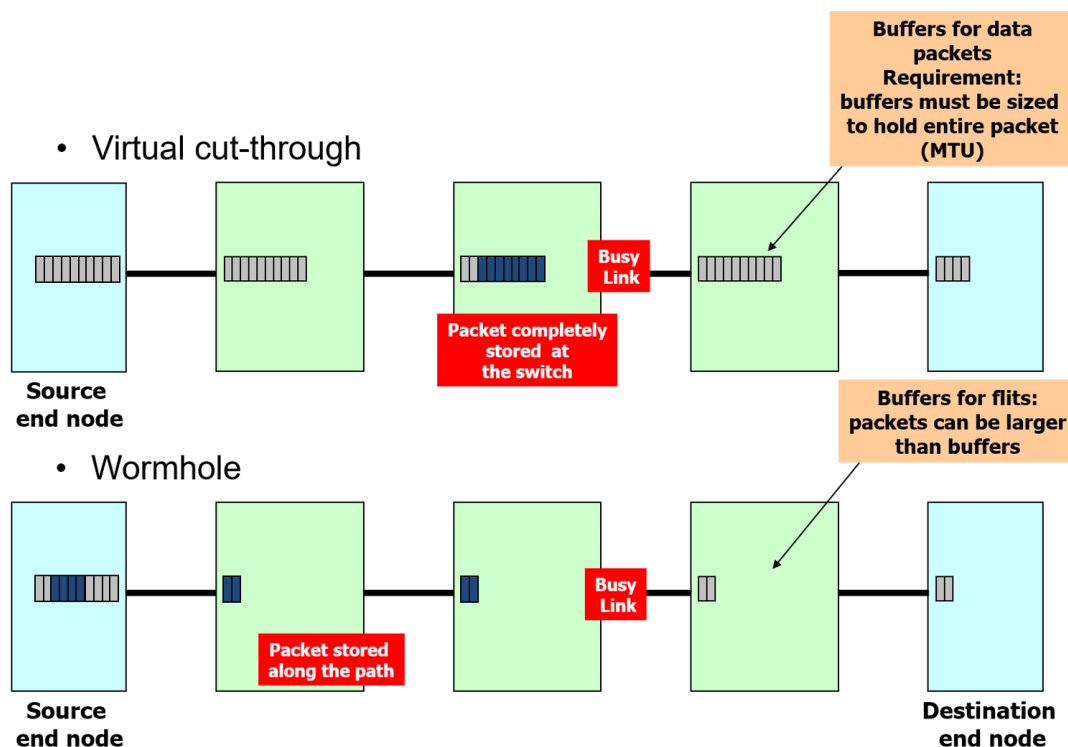 Buffers for data
packets
Requirement:
buffers must be sized
to hold entire packet
(MTU)
• Virtual cut-through
Busy
Link
Packet completely
stored at
the switch
Source
end node
Buffers for flits:
packets can be larger
than buffers
• Wormhole
Busy
Link
Packet stored
along the path
Source
end node
Destination
end node